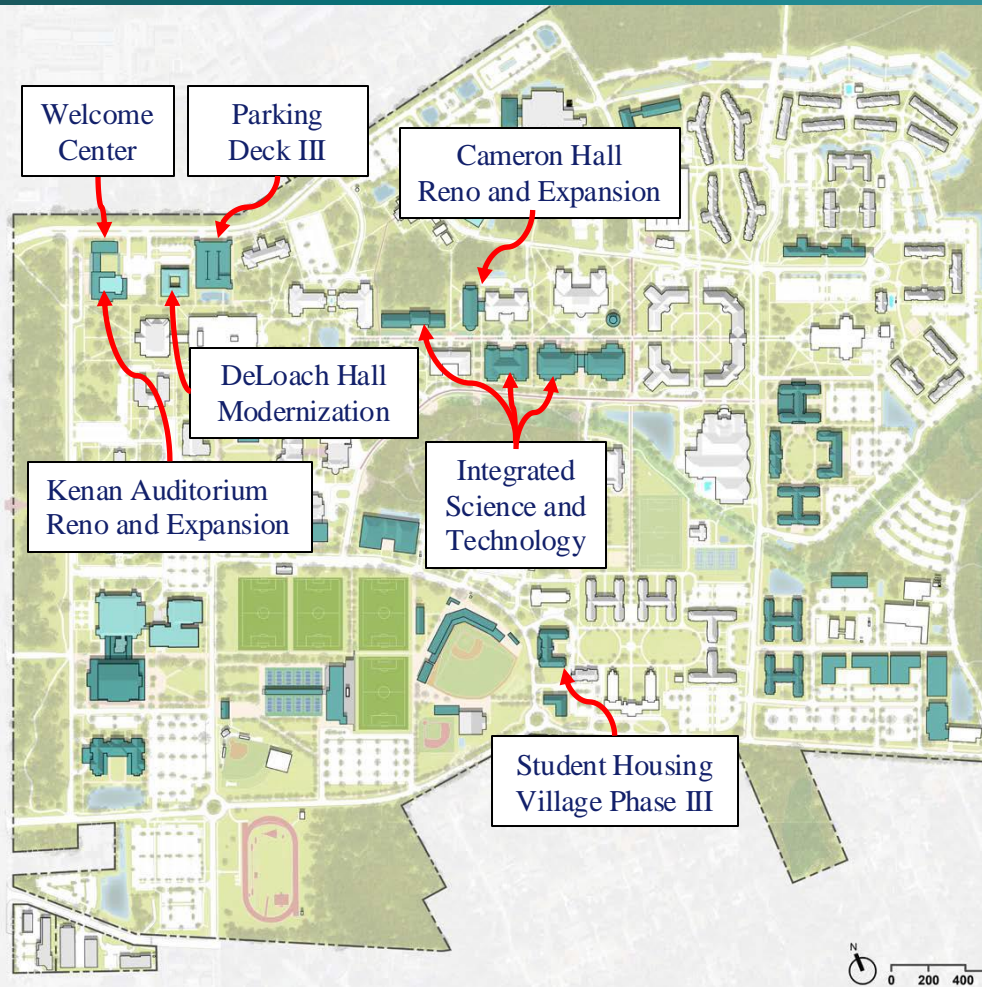 Welcome
Center
Parking
Deck III
Cameron Hall
Reno and Expansion
DeLoach Hall
Modernization
Kenan Auditorium
Reno and Expansion
Integrated
Science and
Technology
Student Housing
Village Phase III
N
0 200 400